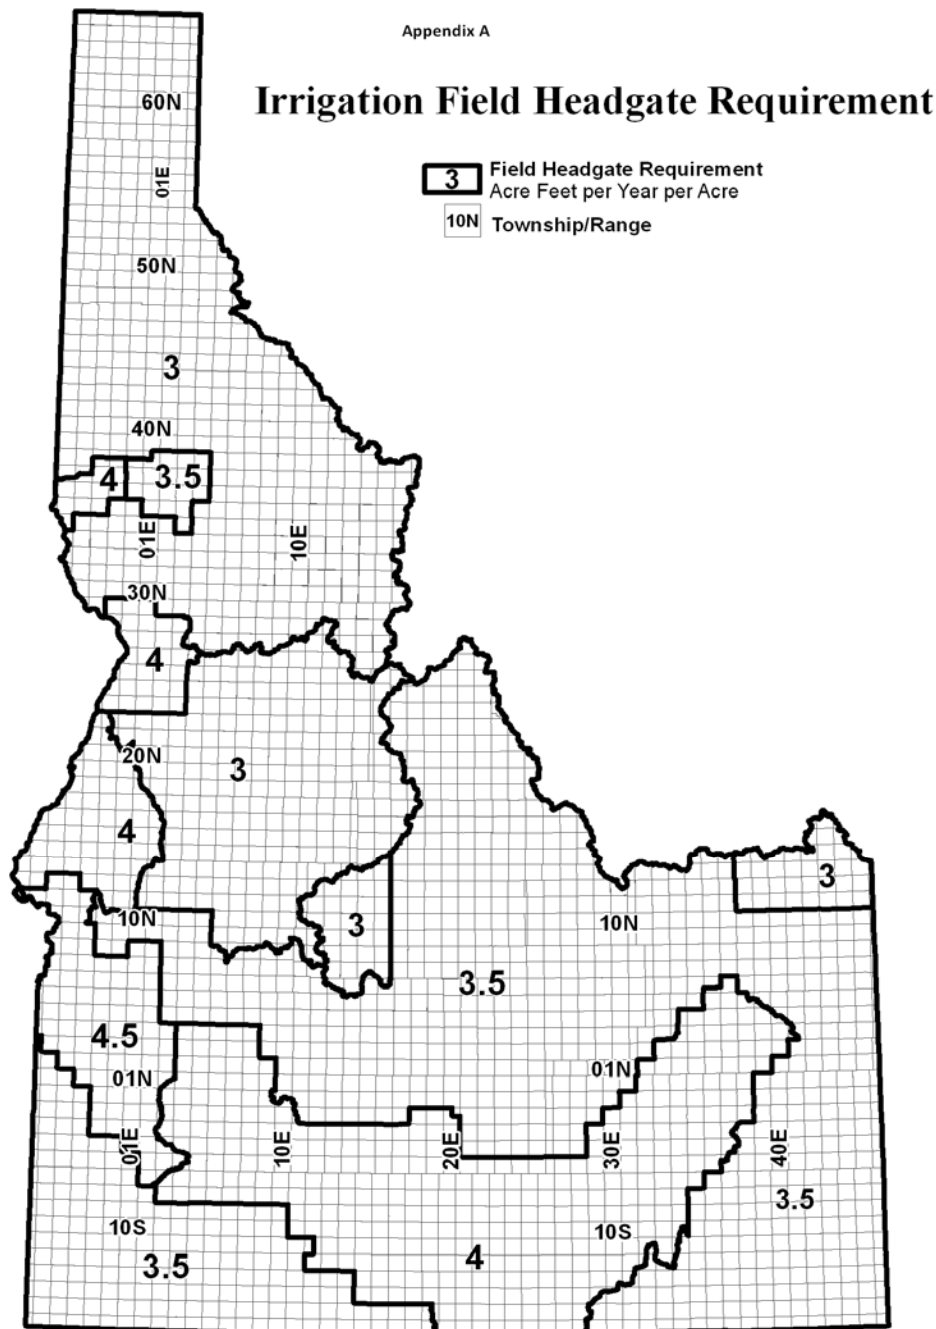 Appendix A
Irrigation Field Headgate Requirement
3
Field Headgate Requirement
Acre Feet per Year per Acre
10N
Township/Range
60N
01E
50N
3
40N
4
3.5
01E
10E
30N
4
20N
3
4
3
10N
3
10N
3.5
4.5
01N
01N
01E
10E
20E
30E
40E
3.5
10S
10S
3.5
4